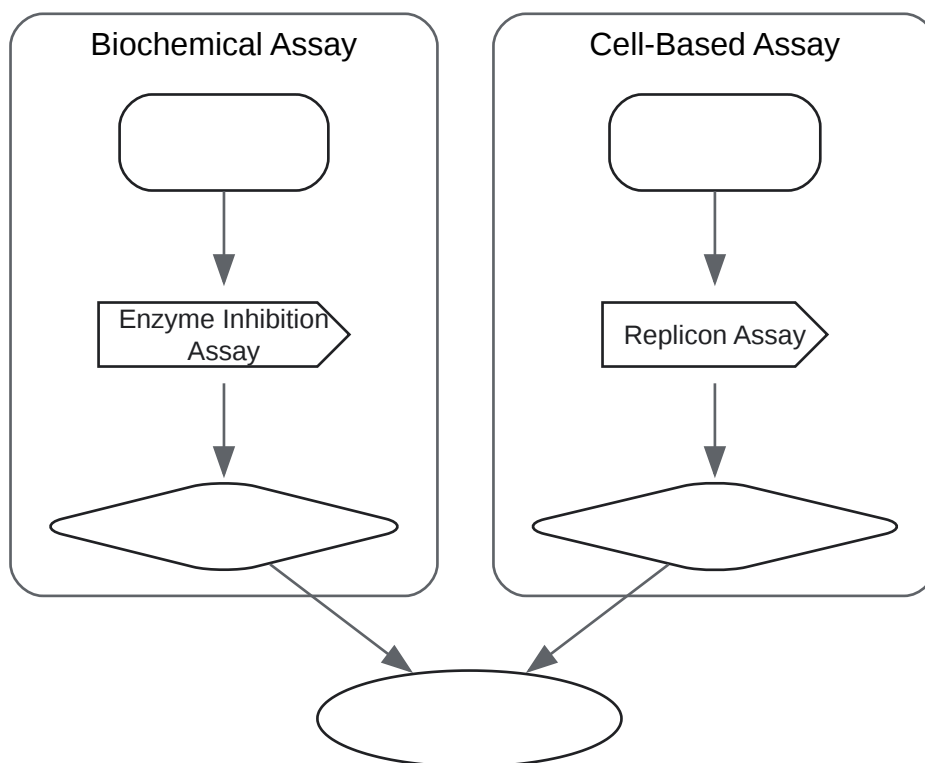 Biochemical Assay
Cell-Based Assay
Enzyme Inhibition
Assay
Replicon Assay